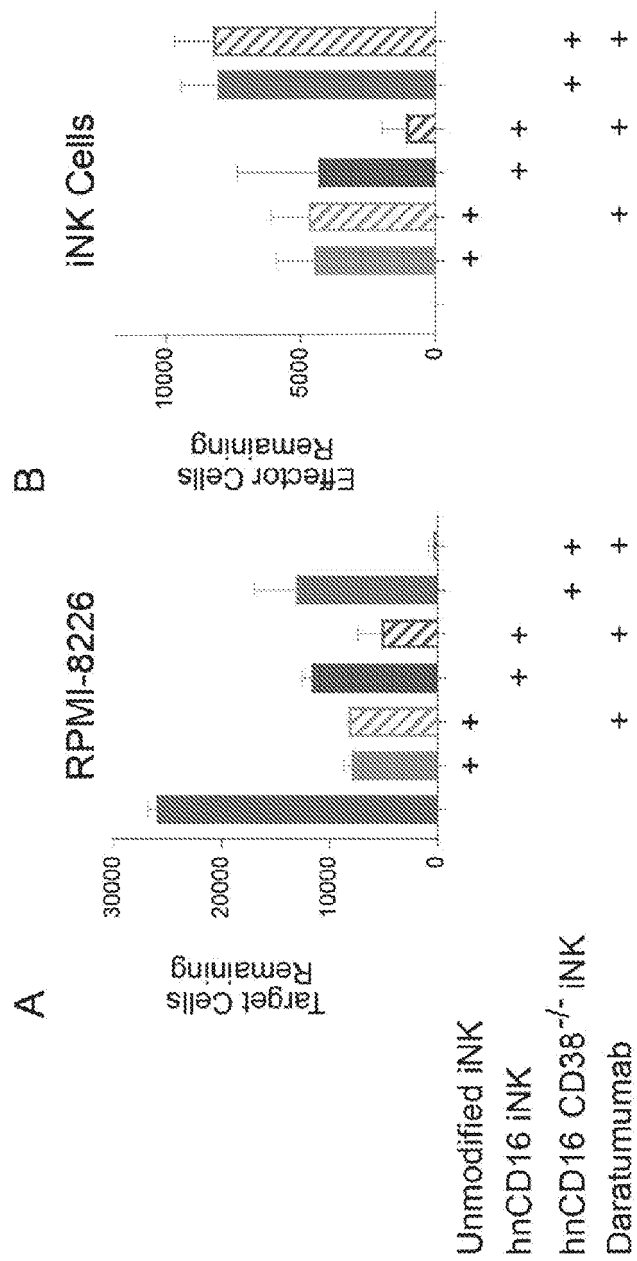 A
RPMI-8226
Target Cells
Remaining
30000
20000
10000
0
B
iNK Cells
Effector Cells
Remaining
10000
5000
0
Unmodified iNK + + + +
hnCD16 iNK + + + +
hnCD16 CD38-/- iNK + + + +
Daratumumab + + + + + +